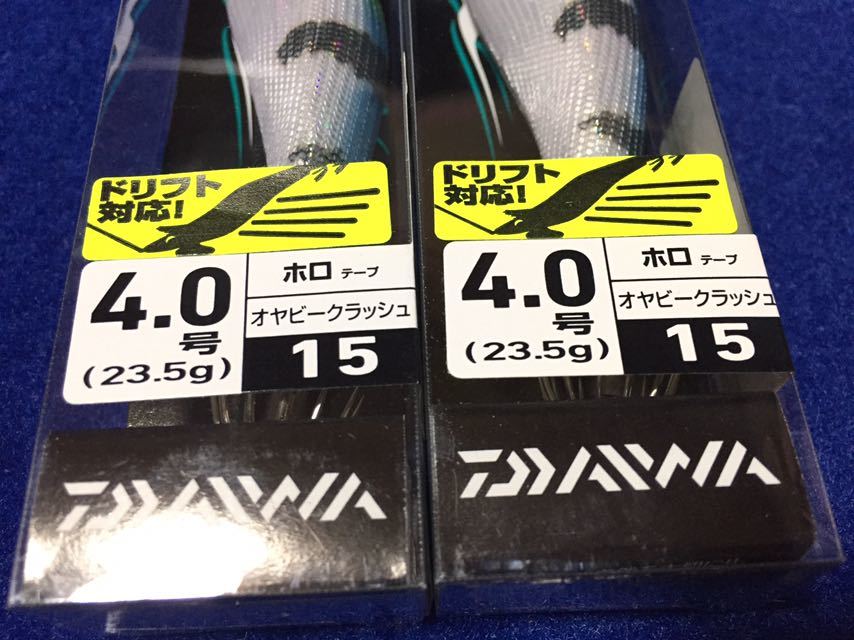 ドリフト
対応!
4.0
号
(23.5g)
ホロ テープ
オヤビークラッシュ
15
DAIWA
ドリフト
対応!
4.0
号
(23.5g)
ホロ テープ
オヤビークラッシュ
15
DAIWA